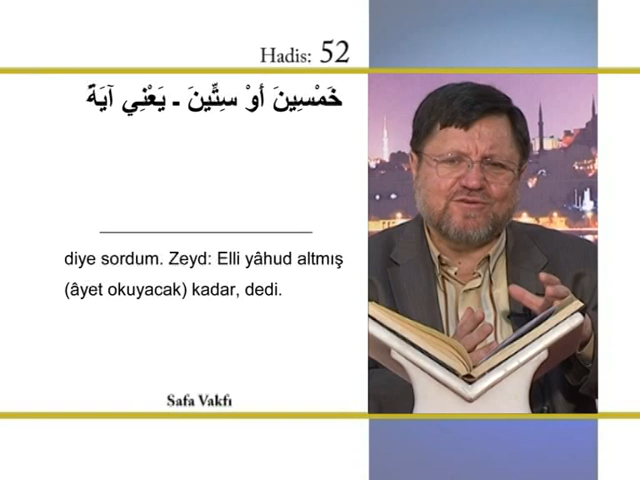 Hadis: 52
خَمْسِينَ أَوْ سِتِّينَ ـ يَعْنِي آيَةً
diye sordum. Zeyd: Elli yâhud altmış
(âyet okuyacak) kadar, dedi.
Safa Vakfı